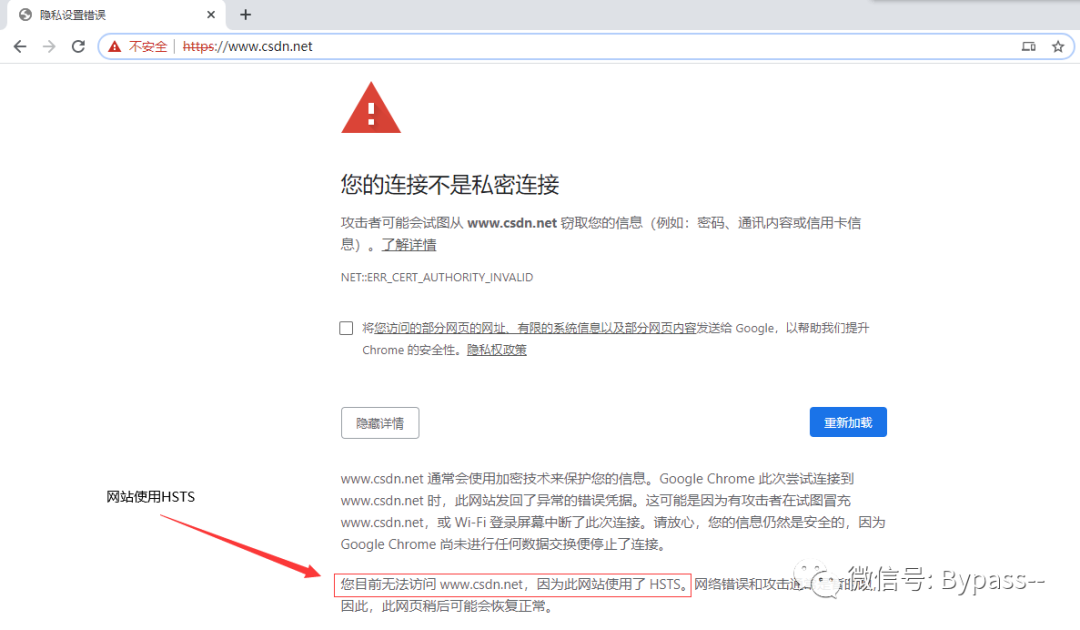 隐私设置错误
不安全 https://www.csdn.net
您的连接不是私密连接
攻击者可能会试图从 www.csdn.net 窃取您的信息（例如：密码、通讯内容或信用卡信
息）。了解详情
NET::ERR_CERT_AUTHORITY_INVALID
将您访问的部分网页的网址、有限的系统信息以及部分网页内容发送给 Google，以帮助我们提升
Chrome 的安全性。隐私权政策
隐藏详情
重新加载
www.csdn.net 通常会使用加密技术来保护您的信息。Google Chrome 此次尝试连接到
www.csdn.net 时，此网站发回了异常的错误凭据。这可能是因为有攻击者在试图冒充
www.csdn.net，或 Wi-Fi 登录屏幕中断了此次连接。请放心，您的信息仍然是安全的，因为
Google Chrome 尚未进行任何数据交换便停止了连接。
网站使用HSTS
您目前无法访问 www.csdn.net，因为此网站使用了 HSTS。网络错误和攻击通
因此，此网页稍后可能会恢复正常。
微信号: Bypass--